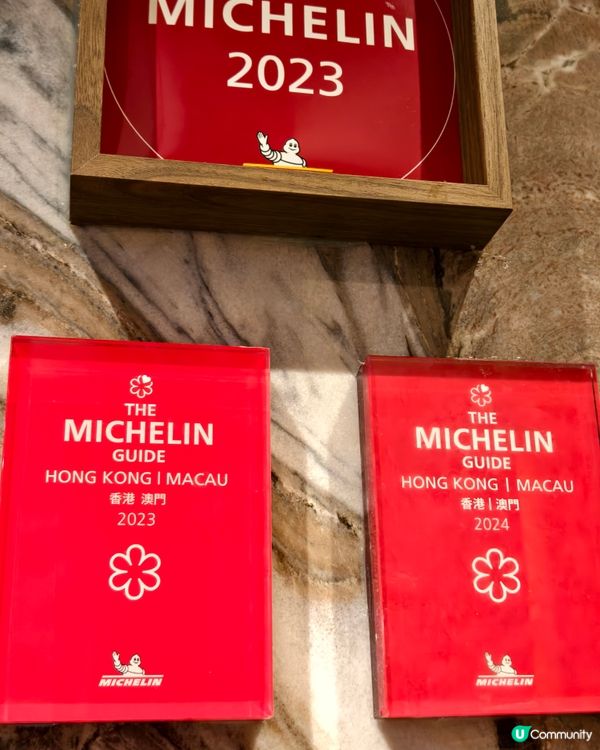 MICHELIN
2023
THE
MICHELIN
GUIDE
HONG KONG | MACAU
香港 澳門
2023
MICHELIN
THE
MICHELIN
GUIDE
HONG KONG | MACAU
香港 | 澳門
2024
MICHELIN
U Community